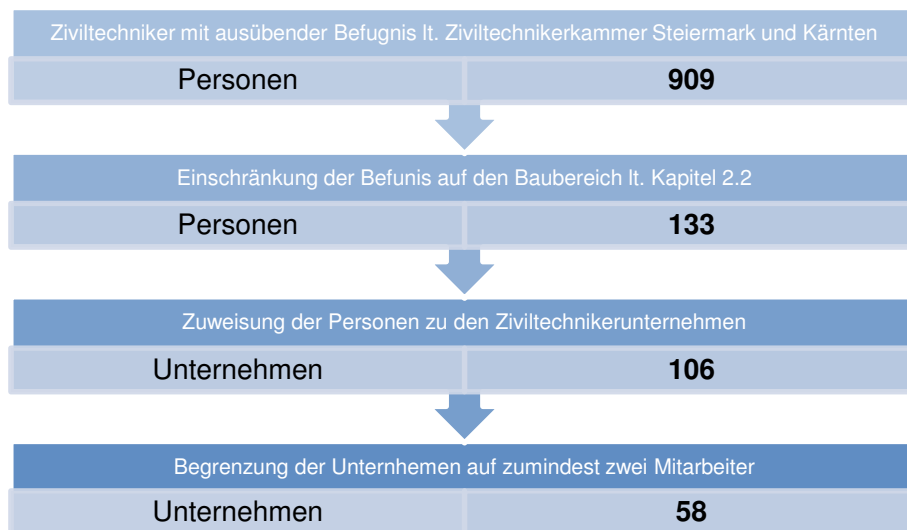 Ziviltechniker mit ausübender Befugnis lt. Ziviltechnikerkammer Steiermark und Kärnten
Personen 909
Einschränkung der Befunis auf den Baubereich lt. Kapitel 2.2
Personen 133
Zuweisung der Personen zu den Ziviltechnikerunternehmen
Unternehmen 106
Begrenzung der Unternhemen auf zumindest zwei Mitarbeiter
Unternehmen 58